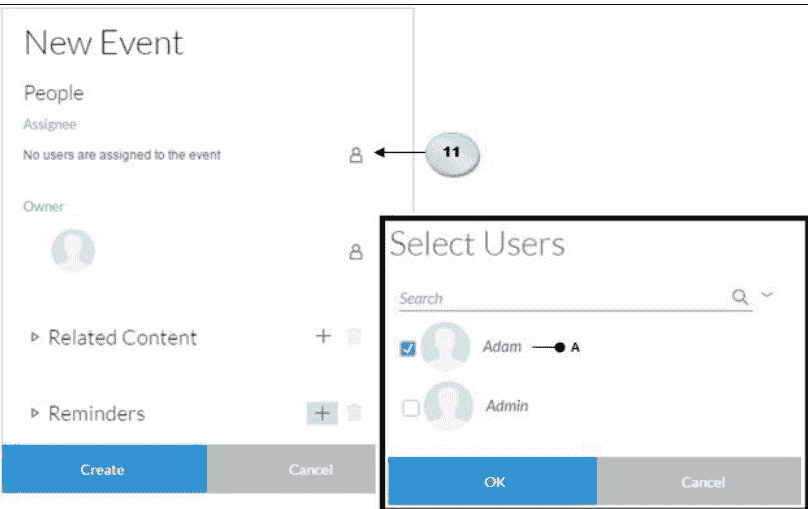 New Event
People
Assignee
No users are assigned to the event
11
Owner
Related Content
Reminders
Create Cancel
Select Users
Search
Adam A
Admin
OK Cancel